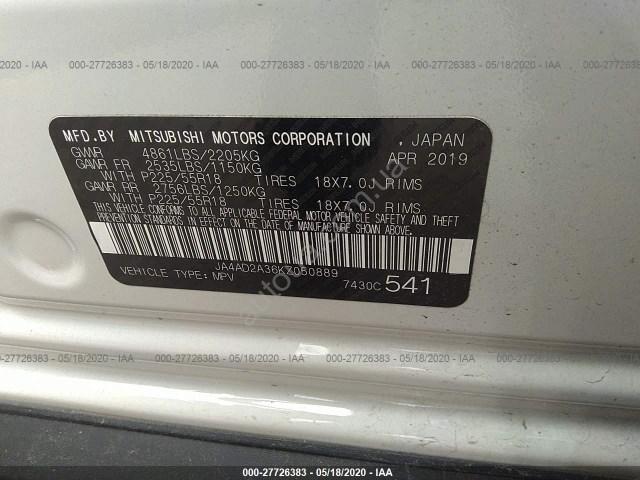 000-27726383 - 05/18/2020 - IAA
MFD.BY MITSUBISHI MOTORS CORPORATION , JAPAN
GVWR 4861LBS/2205KG APR 2019
GAWR FR 2535LBS/1150KG
WITH P225/55R18 TIRES 18X7.0J RIMS
GAWR RR 2756LBS/1250KG
WITH P225/55R18 TIRES 18X7.0J RIMS
THIS VEHICLE CONFORMS TO ALL APPLICABLE FEDERAL MOTOR VEHICLE SAFETY AND THEFT
PREVENTION STANDARDS IN EFFECT ON THE DATE OF MANUFACTURE SHOWN ABOVE.
JA4AD2A36KZ050889
VEHICLE TYPE: MPV 7430C 541
000-27726383 - 05/18/2020 - IAA
000-27726383 - 05/18/2020 - IAA